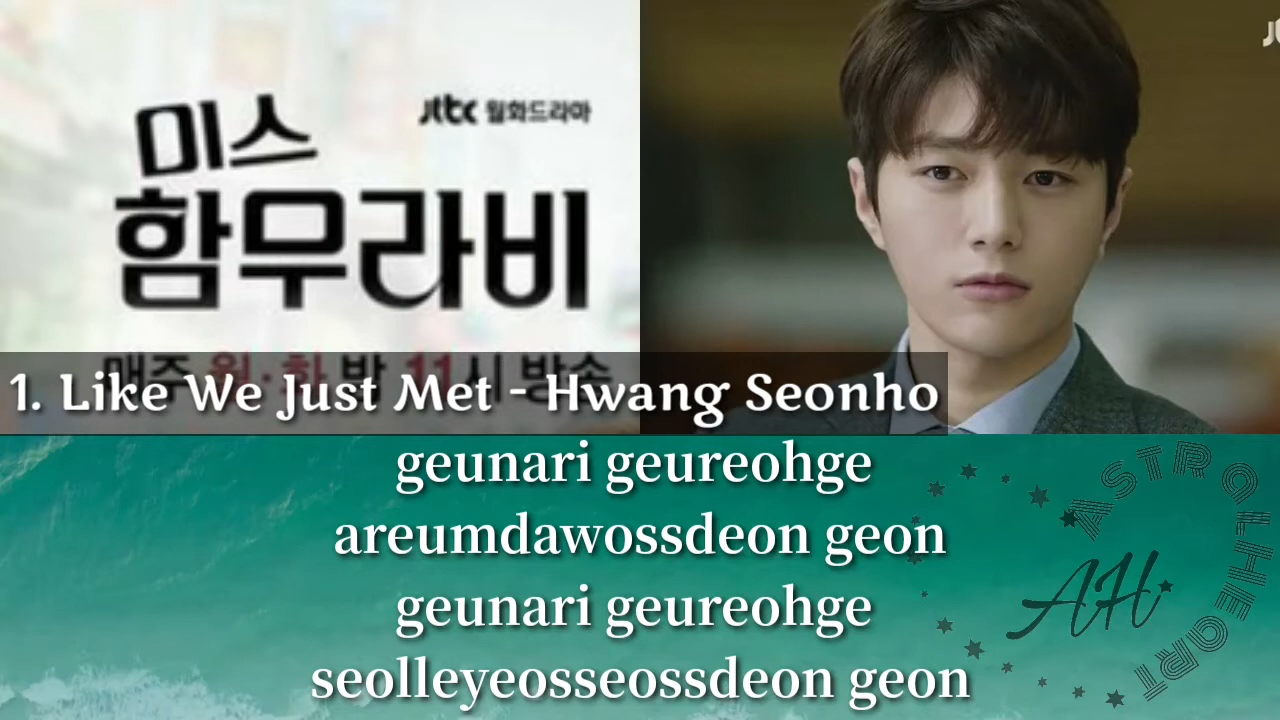 JTBC 월화드라마
미스
함무라비
매주 월·화 밤 11시 방송
1. Like We Just Met - Hwang Seonho
geunari geureohge
areumdawossdeon geon
geunari geureohge
seolleyeosseossdeon geon
ASTROLHEART
AH